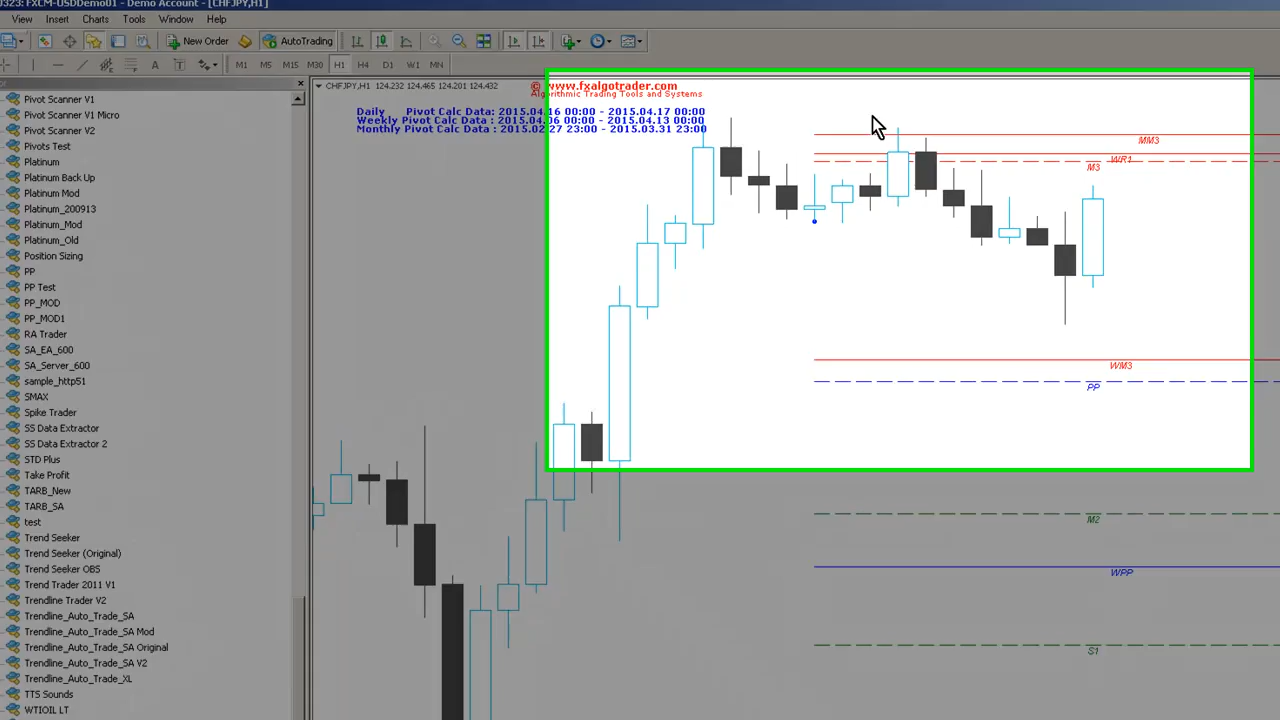 J323: FXCM-USDDemo01 - Demo Account - [CHFJPY,H1]
View Insert Charts Tools Window Help
New Order AutoTrading
A T M1 M5 M15 M30 H1 H4 D1 W1 MN
CHFJPY,H1 124.232 124.465 124.201 124.432
© www.fxalgotrader.com
Algorithmic Trading Tools and Systems
Daily Pivot Calc Data: 2015.04.16 00:00 - 2015.04.17 00:00
Weekly Pivot Calc Data : 2015.04.06 00:00 - 2015.04.13 00:00
Monthly Pivot Calc Data : 2015.02.27 23:00 - 2015.03.31 23:00
MM3
WR1
M3
WM3
PP
M2
WPP
S1
Pivot Scanner V1
Pivot Scanner V1 Micro
Pivot Scanner V2
Pivots Test
Platinum
Platinum Back Up
Platinum Mod
Platinum_200913
Platinum_Mod
Platinum_Old
Position Sizing
PP
PP Test
PP_MOD
PP_MOD1
RA Trader
SA_EA_600
SA_Server_600
sample_http51
SMAX
Spike Trader
SS Data Extractor
SS Data Extractor 2
STD Plus
Take Profit
TARB_New
TARB_SA
test
Trend Seeker
Trend Seeker (Original)
Trend Seeker OBS
Trend Trader 2011 V1
Trendline Trader V2
Trendline_Auto_Trade_SA
Trendline_Auto_Trade_SA Mod
Trendline_Auto_Trade_SA Original
Trendline_Auto_Trade_SA V2
Trendline_Auto_Trade_XL
TTS Sounds
WTIOIL LT